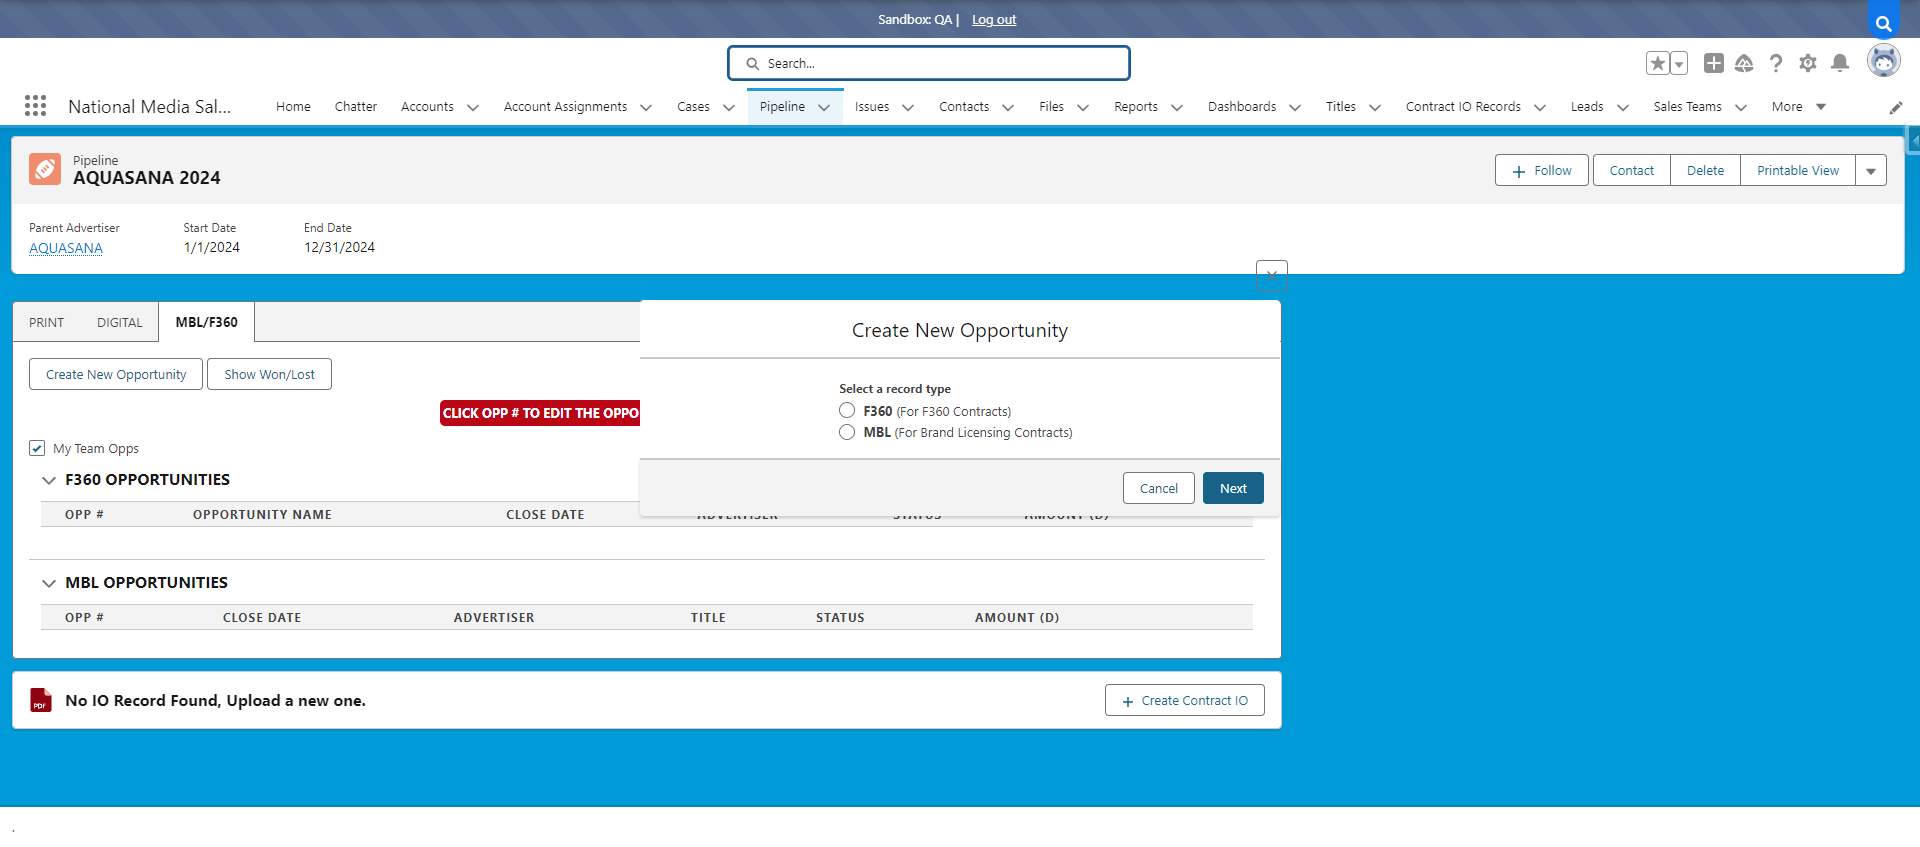 Sandbox: QA | Log out
Search...
National Media Sal...
Home Chatter Accounts Account Assignments Cases Pipeline Issues Contacts Files Reports Dashboards Titles Contract IO Records Leads Sales Teams More
Pipeline
AQUASANA 2024
Follow Contact Delete Printable View
Parent Advertiser Start Date End Date
AQUASANA 1/1/2024 12/31/2024
PRINT DIGITAL MBL/F360
Create New Opportunity
Create New Opportunity Show Won/Lost
Select a record type
F360 (For F360 Contracts)
CLICK OPP # TO EDIT THE OPPO
MBL (For Brand Licensing Contracts)
My Team Opps
F360 OPPORTUNITIES
Cancel Next
OPP # OPPORTUNITY NAME CLOSE DATE ADVERTISER STATUS AMOUNT (D)
MBL OPPORTUNITIES
OPP # CLOSE DATE ADVERTISER TITLE STATUS AMOUNT (D)
PDF No IO Record Found, Upload a new one. Create Contract IO
.